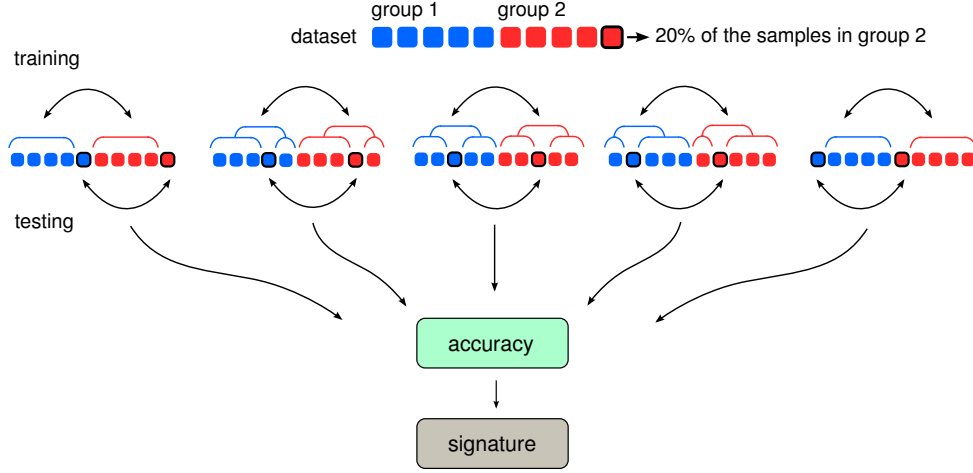 group 1 group 2
dataset 20% of the samples in group 2
training
testing
accuracy
signature